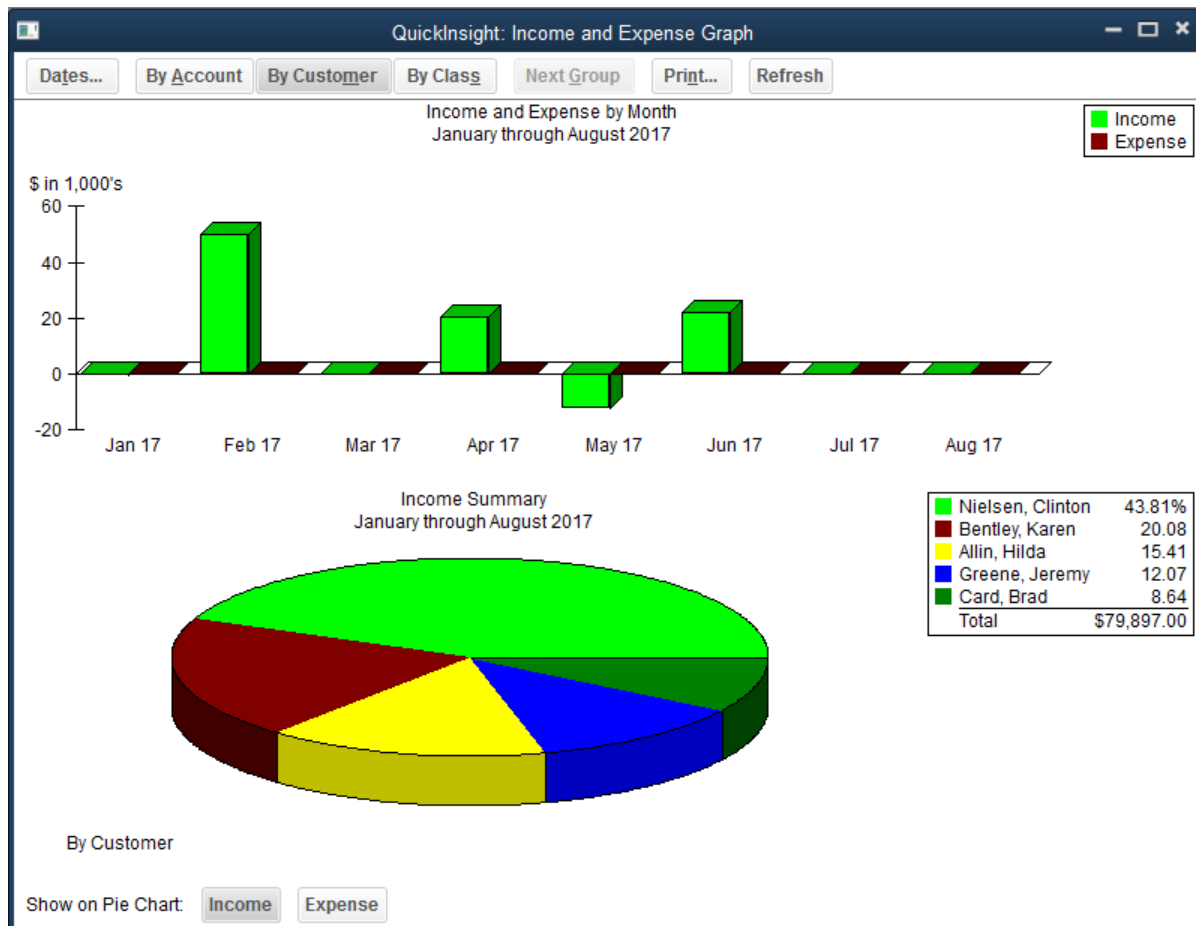 QuickInsight: Income and Expense Graph
Dates... By Account By Customer By Class Next Group Print... Refresh
Income and Expense by Month
January through August 2017
Income
Expense
$ in 1,000's
60
40
20
0
-20
Jan 17 Feb 17 Mar 17 Apr 17 May 17 Jun 17 Jul 17 Aug 17
Income Summary
January through August 2017
Nielsen, Clinton 43.81%
Bentley, Karen 20.08
Allin, Hilda 15.41
Greene, Jeremy 12.07
Card, Brad 8.64
Total $79,897.00
By Customer
Show on Pie Chart: Income Expense